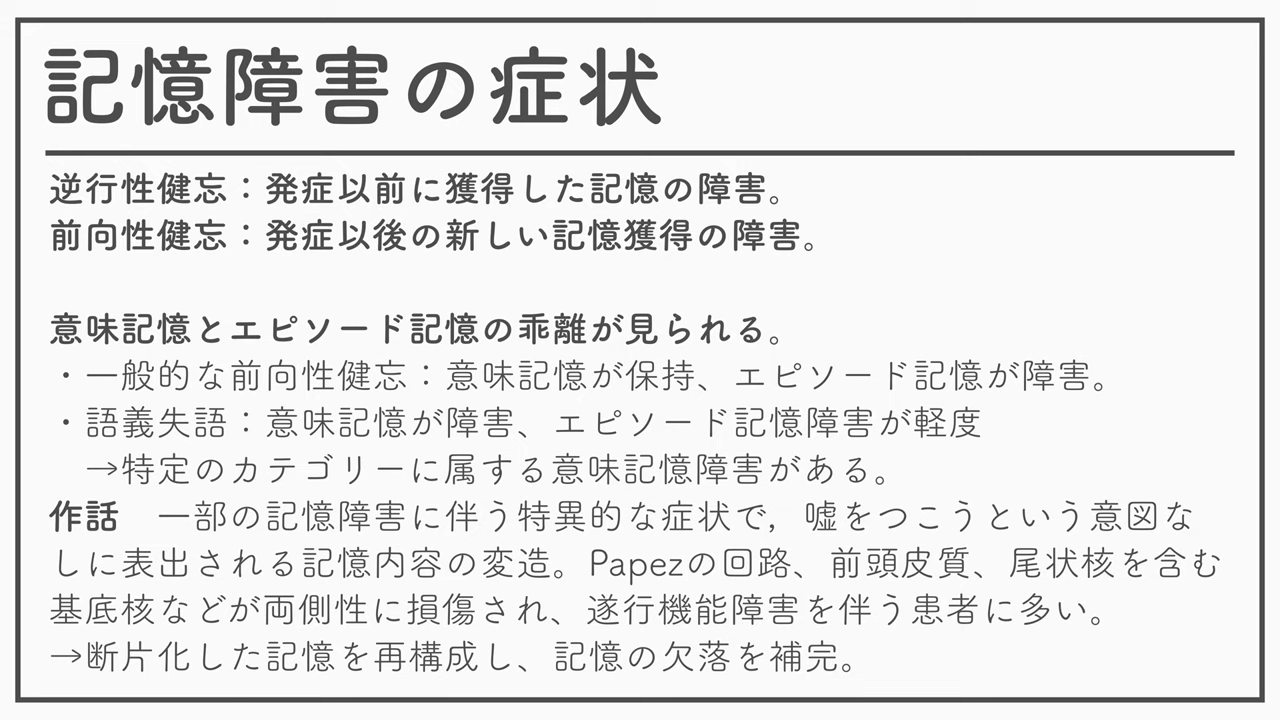 記憶障害の症状
逆行性健忘：発症以前に獲得した記憶の障害。
前向性健忘：発症以後の新しい記憶獲得の障害。
意味記憶とエピソード記憶の乖離が見られる。
・一般的な前向性健忘：意味記憶が保持、エピソード記憶が障害。
・語義失語：意味記憶が障害、エピソード記憶障害が軽度
→特定のカテゴリーに属する意味記憶障害がある。
作話　一部の記憶障害に伴う特異的な症状で，嘘をつこうという意図な
しに表出される記憶内容の変造。Papezの回路、前頭皮質、尾状核を含む
基底核などが両側性に損傷され、遂行機能障害を伴う患者に多い。
→断片化した記憶を再構成し、記憶の欠落を補完。